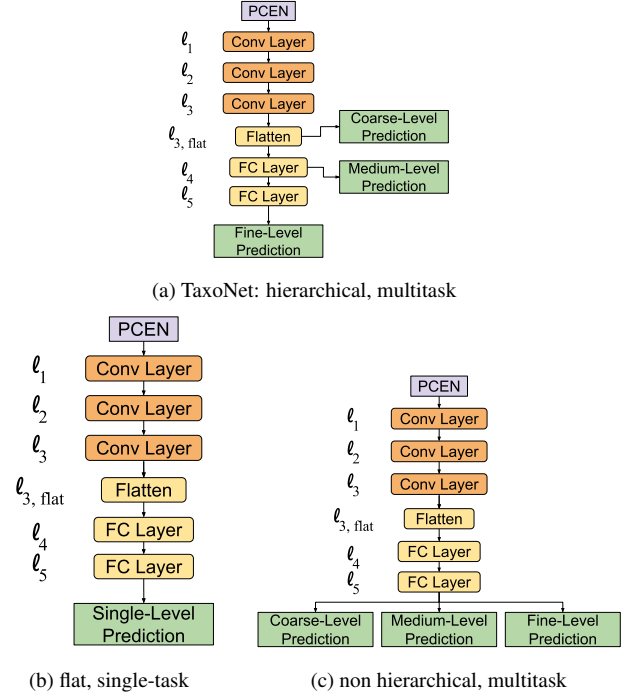 PCEN
ℓ1 Conv Layer
ℓ2 Conv Layer
ℓ3 Conv Layer
Coarse-Level
Prediction
ℓ3, flat Flatten
ℓ4 FC Layer
Medium-Level
Prediction
ℓ5 FC Layer
Fine-Level
Prediction
(a) TaxoNet: hierarchical, multitask
PCEN
ℓ1 Conv Layer
ℓ2 Conv Layer
ℓ3 Conv Layer
ℓ3, flat Flatten
ℓ4 FC Layer
ℓ5 FC Layer
Single-Level
Prediction
(b) flat, single-task
PCEN
ℓ1 Conv Layer
ℓ2 Conv Layer
ℓ3 Conv Layer
ℓ3, flat Flatten
ℓ4 FC Layer
ℓ5 FC Layer
Coarse-Level
Prediction
Medium-Level
Prediction
Fine-Level
Prediction
(c) non hierarchical, multitask